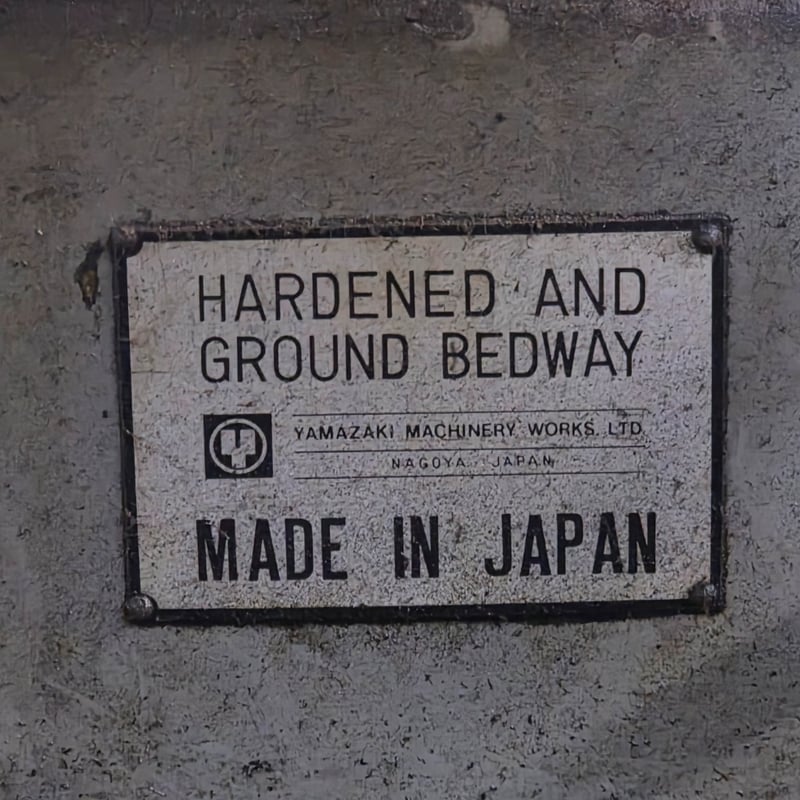 HARDENED AND
GROUND BEDWAY
YAMAZAKI MACHINERY WORKS. LTD.
NAGOYA JAPAN
MADE IN JAPAN